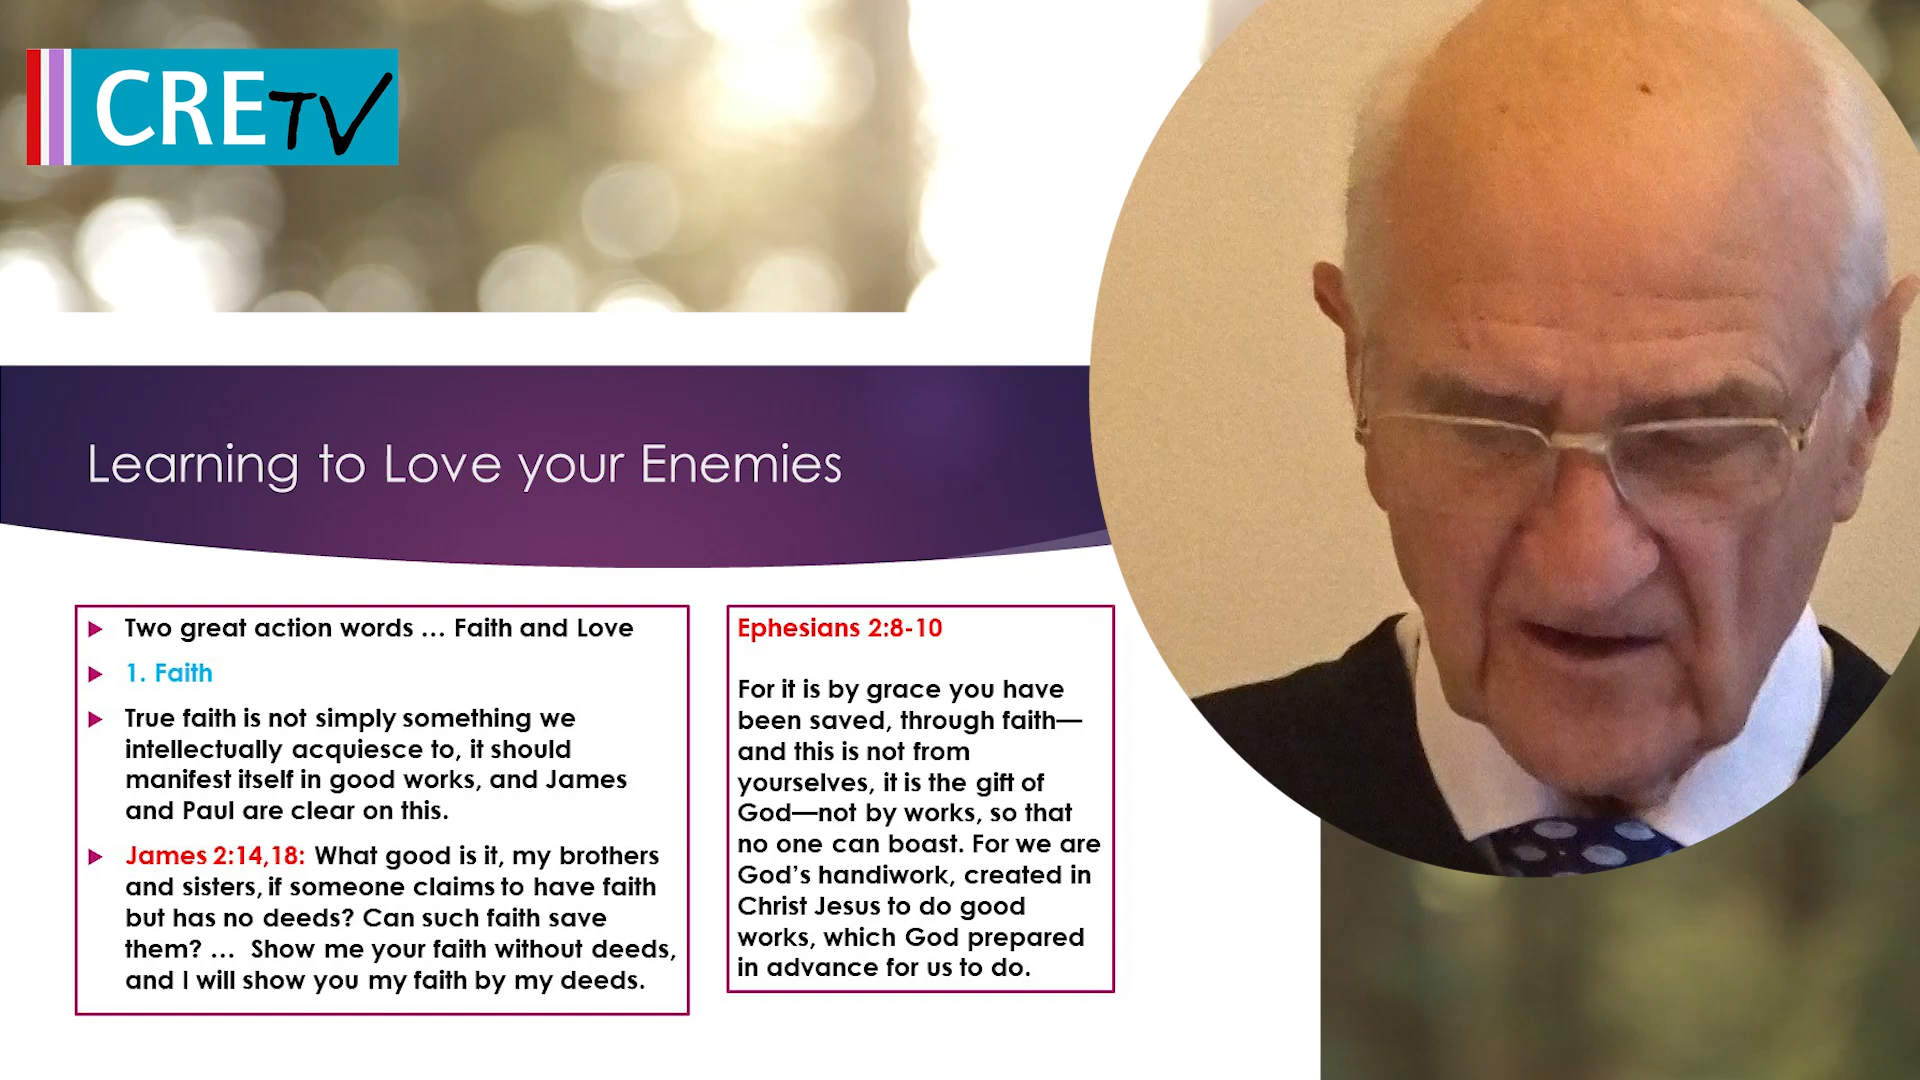 CRE TV
Learning to Love your Enemies
Two great action words … Faith and Love
1. Faith
True faith is not simply something we
intellectually acquiesce to, it should
manifest itself in good works, and James
and Paul are clear on this.
James 2:14,18: What good is it, my brothers
and sisters, if someone claims to have faith
but has no deeds? Can such faith save
them? … Show me your faith without deeds,
and I will show you my faith by my deeds.
Ephesians 2:8-10
For it is by grace you have
been saved, through faith—
and this is not from
yourselves, it is the gift of
God—not by works, so that
no one can boast. For we are
God’s handiwork, created in
Christ Jesus to do good
works, which God prepared
in advance for us to do.